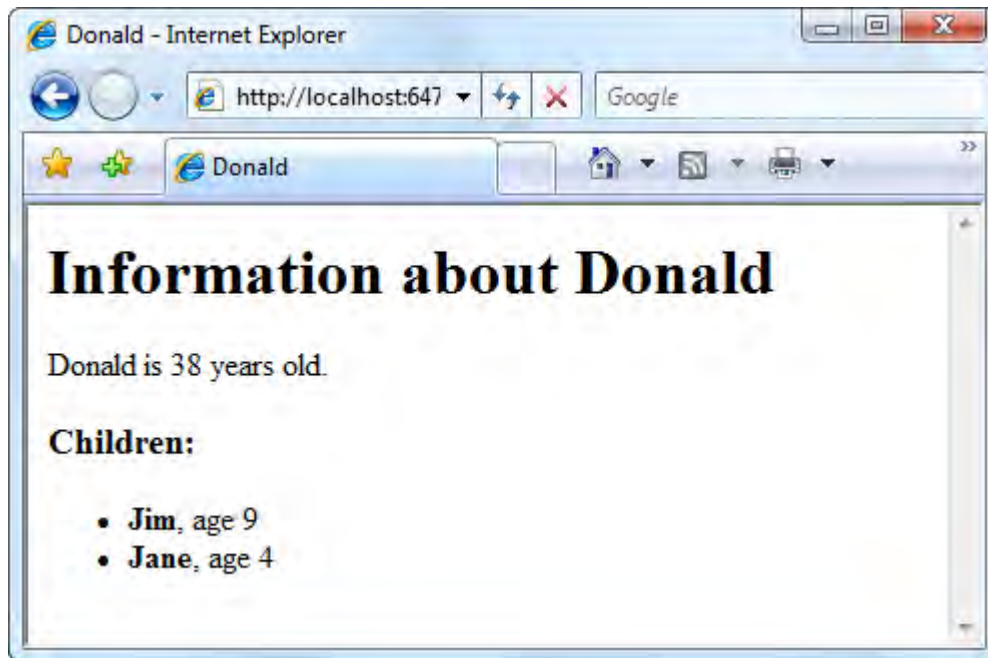 Donald - Internet Explorer
http://localhost:647
Google
Donald
Information about Donald
Donald is 38 years old.
Children:
• Jim, age 9
• Jane, age 4